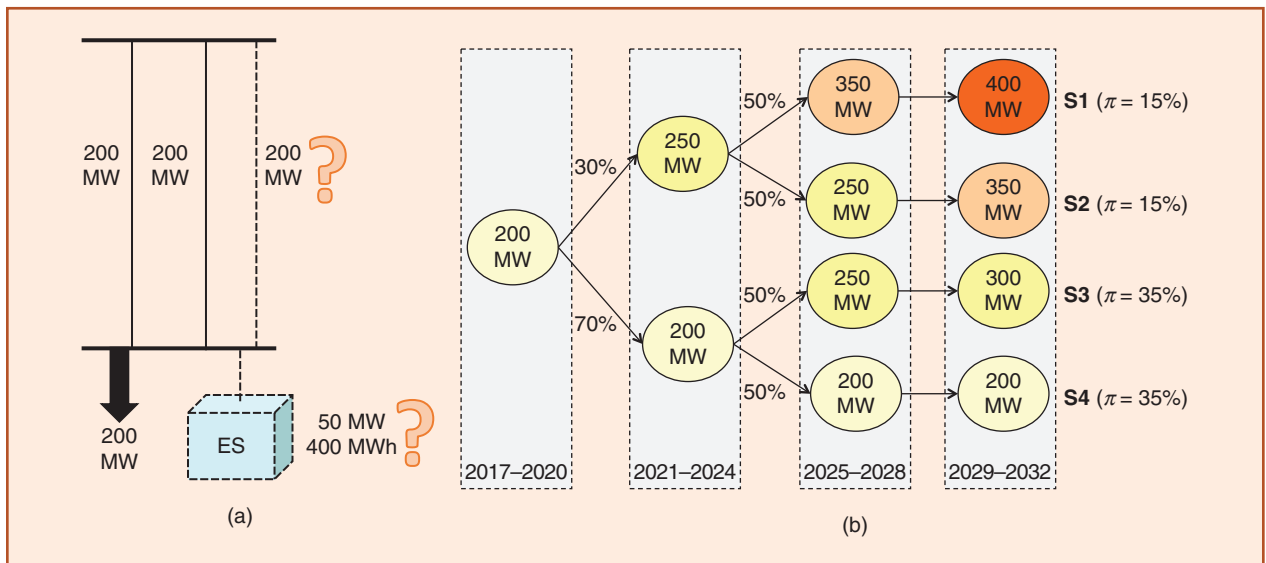 200
MW
200
MW
200
MW
?
200
MW
ES
50 MW
400 MWh
?
(a)
200
MW
30%
70%
250
MW
200
MW
50%
50%
50%
50%
350
MW
250
MW
250
MW
200
MW
400
MW
350
MW
300
MW
200
MW
S1 (π = 15%)
S2 (π = 15%)
S3 (π = 35%)
S4 (π = 35%)
2017–2020
2021–2024
2025–2028
2029–2032
(b)